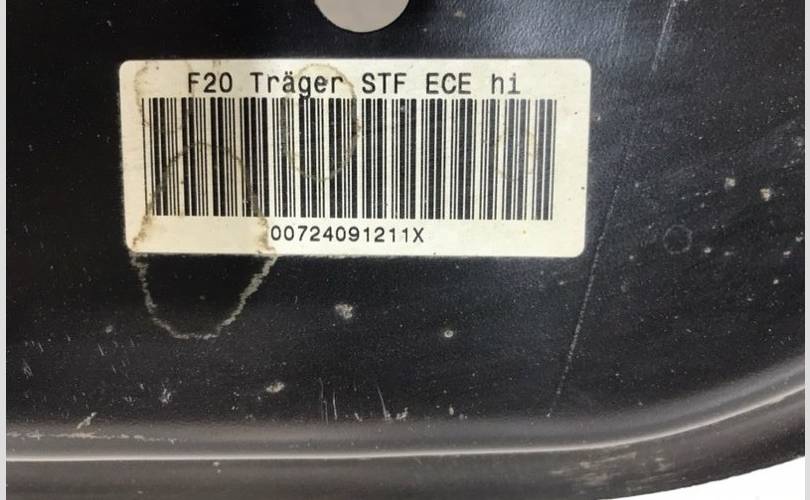 F20 Träger STF ECE hi
00724091211X